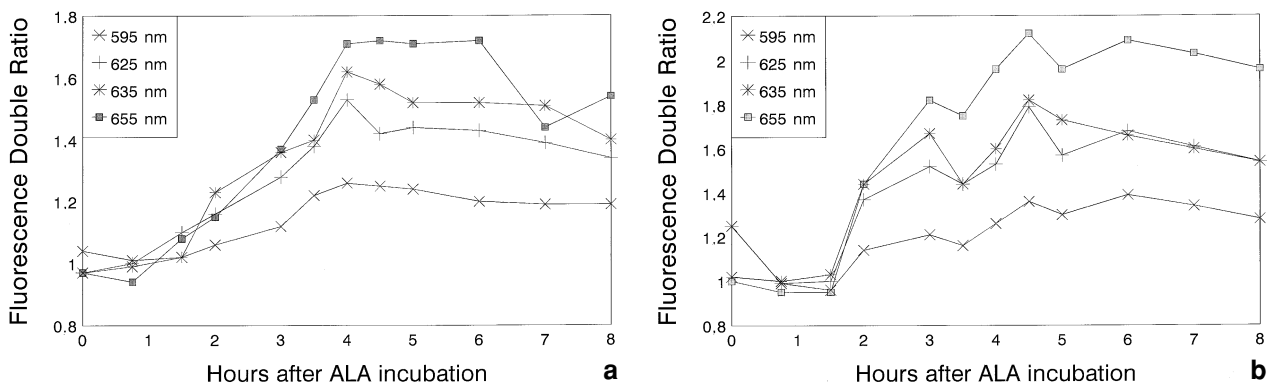 Fluorescence Double Ratio
1.8
1.6
1.4
1.2
1
0.8
595 nm
625 nm
635 nm
655 nm
0 1 2 3 4 5 6 7 8
Hours after ALA incubation
a
Fluorescence Double Ratio
2.2
2
1.8
1.6
1.4
1.2
1
0,8
595 nm
625 nm
635 nm
655 nm
0 1 2 3 4 5 6 7 8
Hours after ALA incubation
b